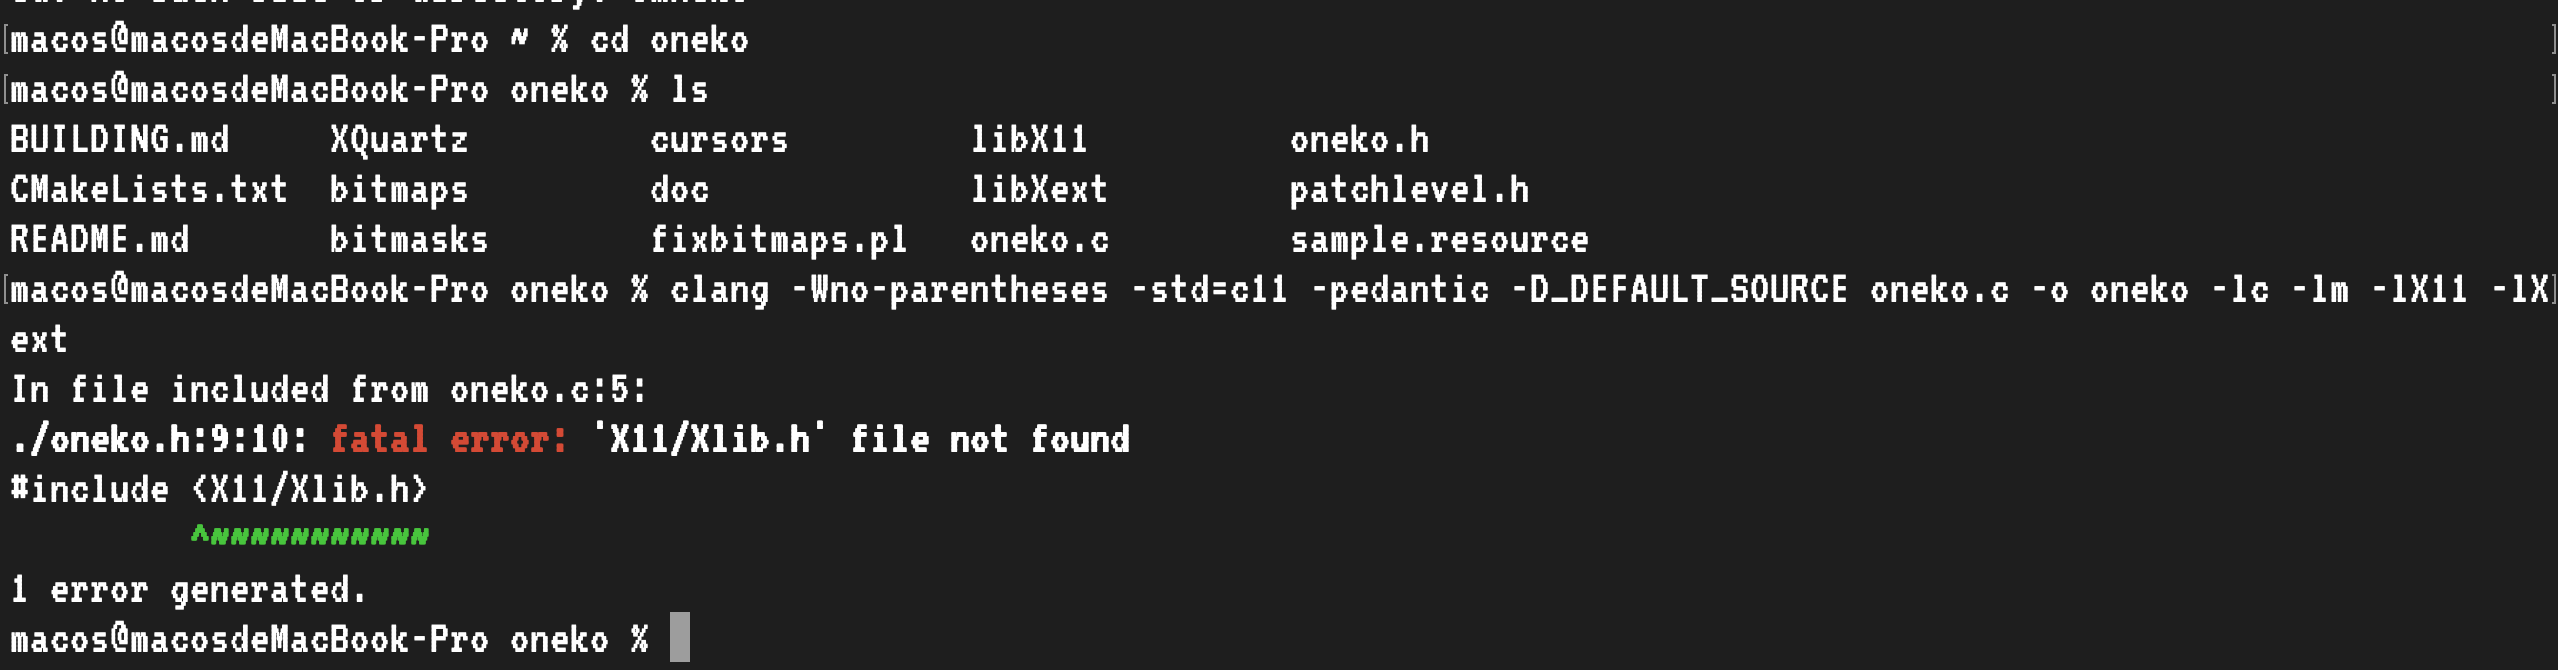 macos@macosdeMacBook-Pro ~ % cd oneko
macos@macosdeMacBook-Pro oneko % ls
BUILDING.md XQuartz cursors libX11 oneko.h
CMakeLists.txt bitmaps doc libXext patchlevel.h
README.md bitmasks fixbitmaps.pl oneko.c sample.resource
macos@macosdeMacBook-Pro oneko % clang -Wno-parentheses -std=c11 -pedantic -D_DEFAULT_SOURCE oneko.c -o oneko -lc -lm -lX11 -lX
ext
In file included from oneko.c:5:
./oneko.h:9:10: fatal error: 'X11/Xlib.h' file not found
#include <X11/Xlib.h>
^~~~~~~~~~~~
1 error generated.
macos@macosdeMacBook-Pro oneko %